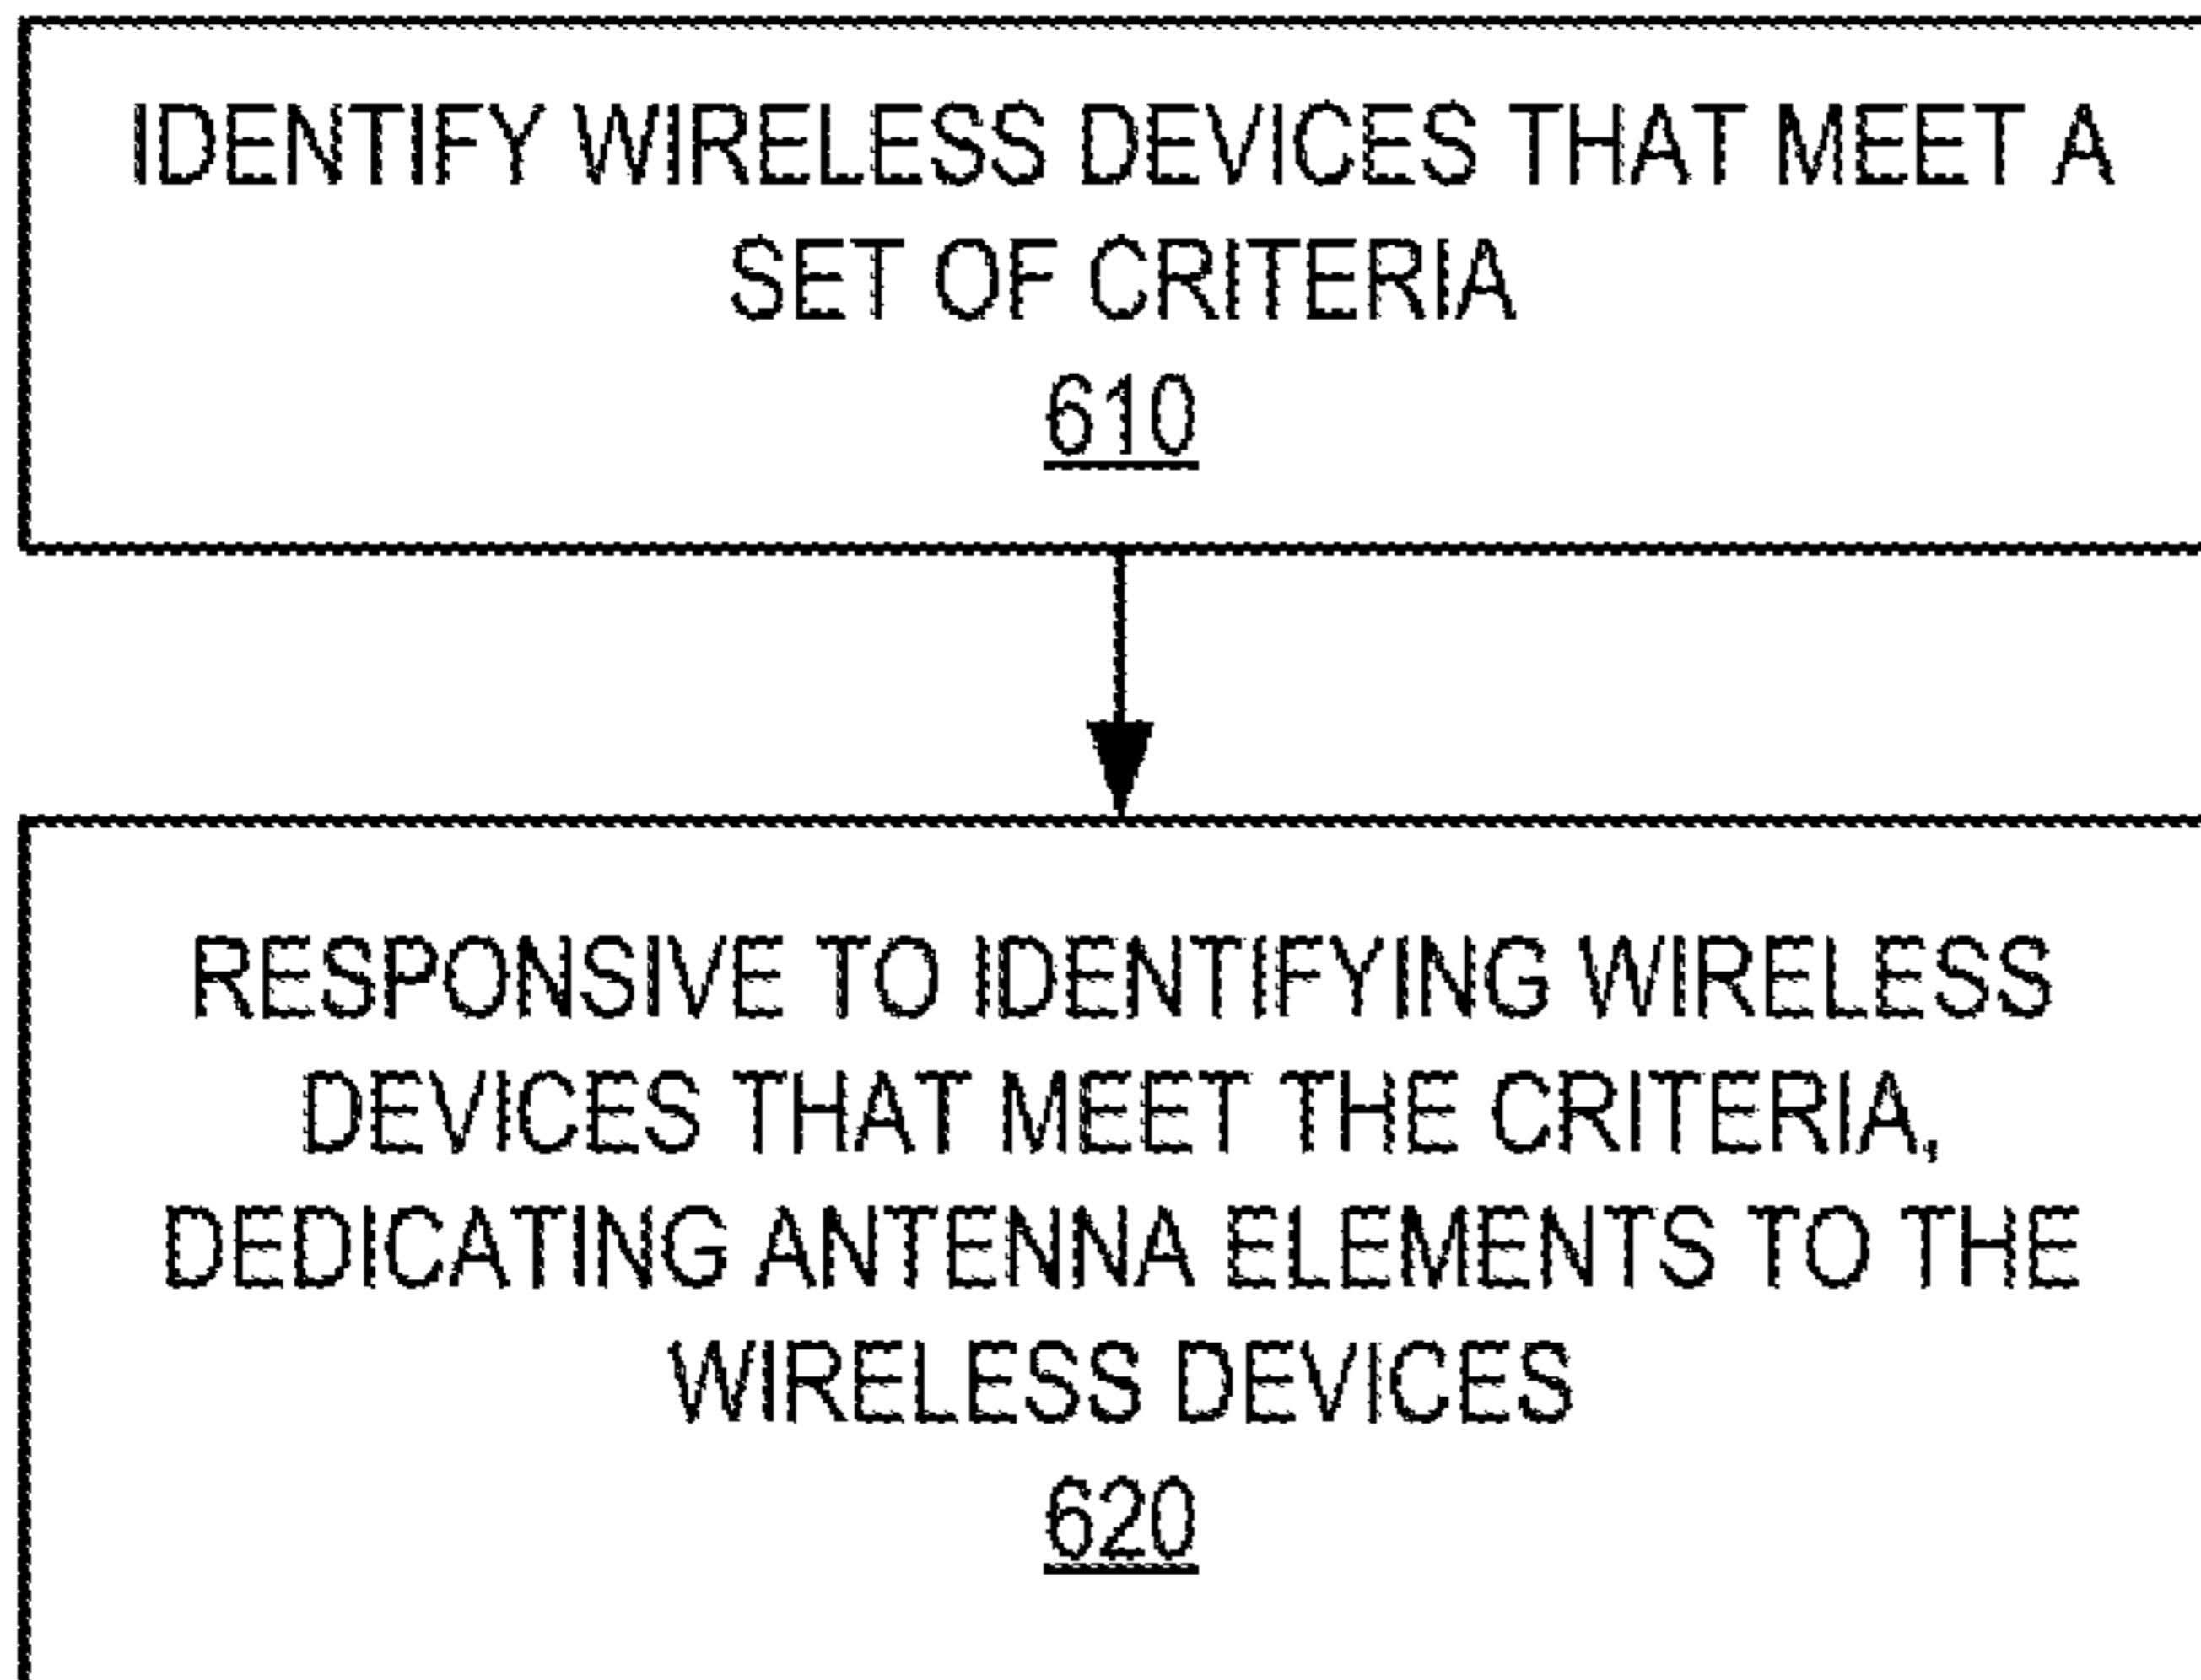 IDENTIFY WIRELESS DEVICES THAT MEET A
SET OF CRITERIA
610
RESPONSIVE TO IDENTIFYING WIRELESS
DEVICES THAT MEET THE CRITERIA,
DEDICATING ANTENNA ELEMENTS TO THE
WIRELESS DEVICES
620